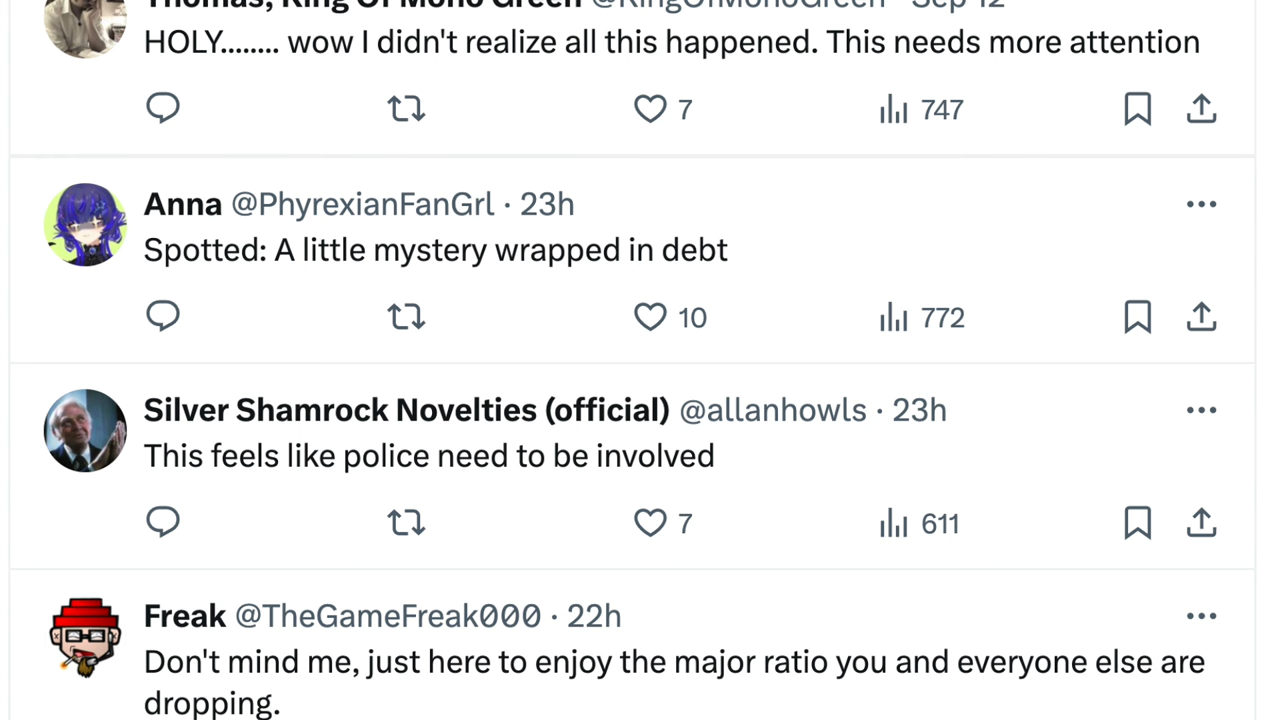 Thomas, King Of Mono Green @KingOfMonoGreen · Sep 12
HOLY........ wow I didn't realize all this happened. This needs more attention
7 747
Anna @PhyrexianFanGrl · 23h
Spotted: A little mystery wrapped in debt
10 772
Silver Shamrock Novelties (official) @allanhowls · 23h
This feels like police need to be involved
7 611
Freak @TheGameFreak000 · 22h
Don't mind me, just here to enjoy the major ratio you and everyone else are
dropping.